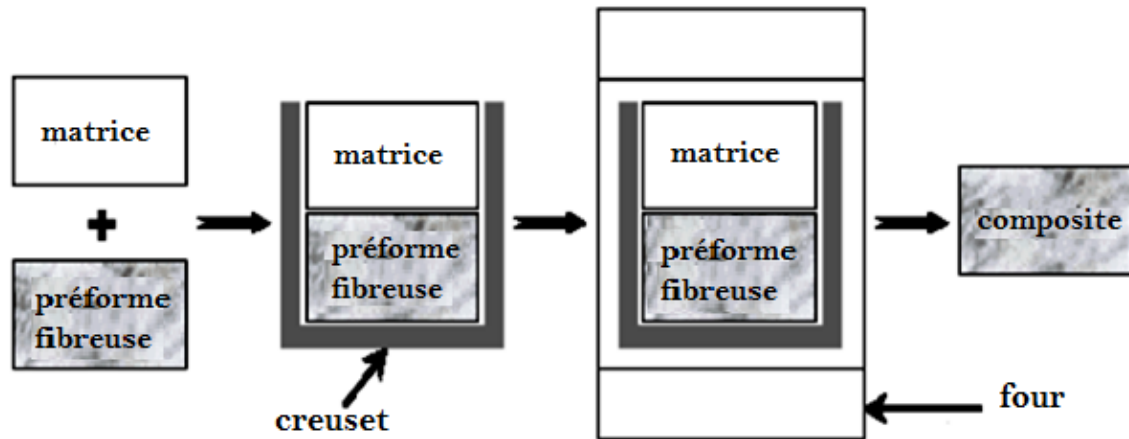 matrice
+
préforme
fibreuse
matrice
préforme
fibreuse
creuset
matrice
préforme
fibreuse
four
composite